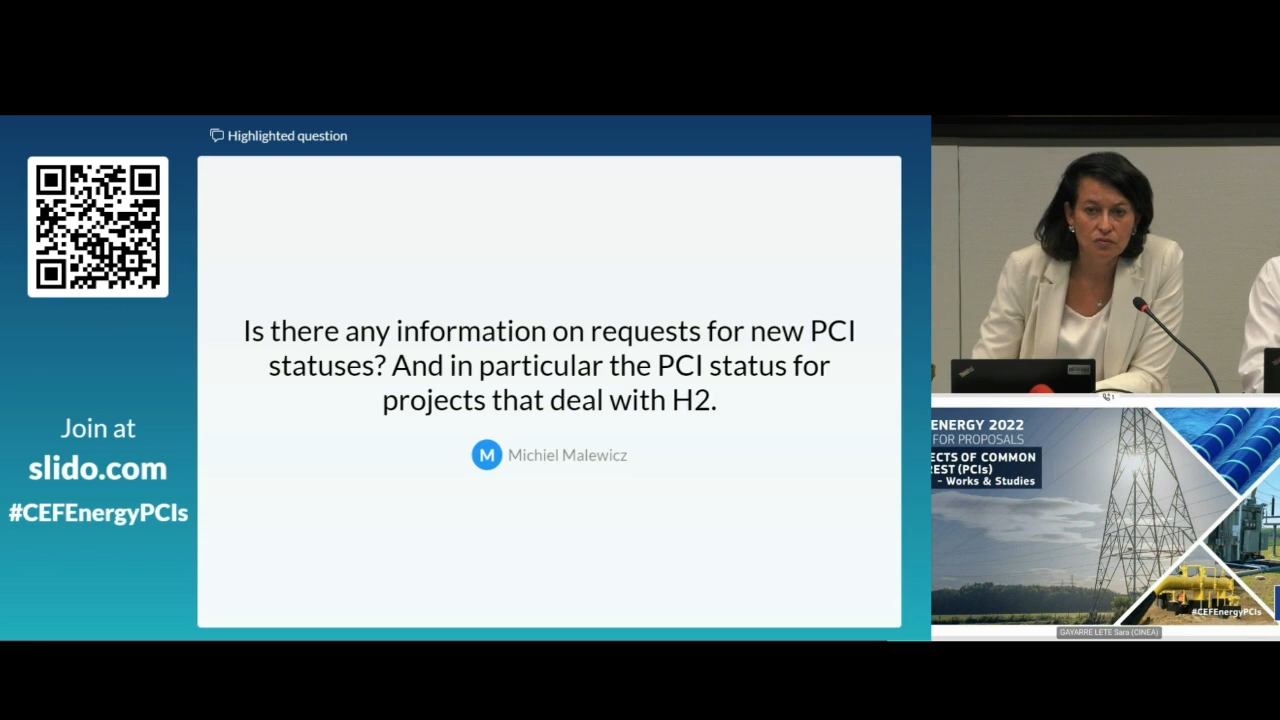 Highlighted question
Is there any information on requests for new PCI
statuses? And in particular the PCI status for
projects that deal with H2.
M Michiel Malewicz
Join at
slido.com
#CEFEnergyPCIs
ENERGY 2022
FOR PROPOSALS
ECTS OF COMMON
REST (PCIs)
- Works & Studies
#CEFEnergyPCIs
GAYARRE LETE Sara (CINEA)